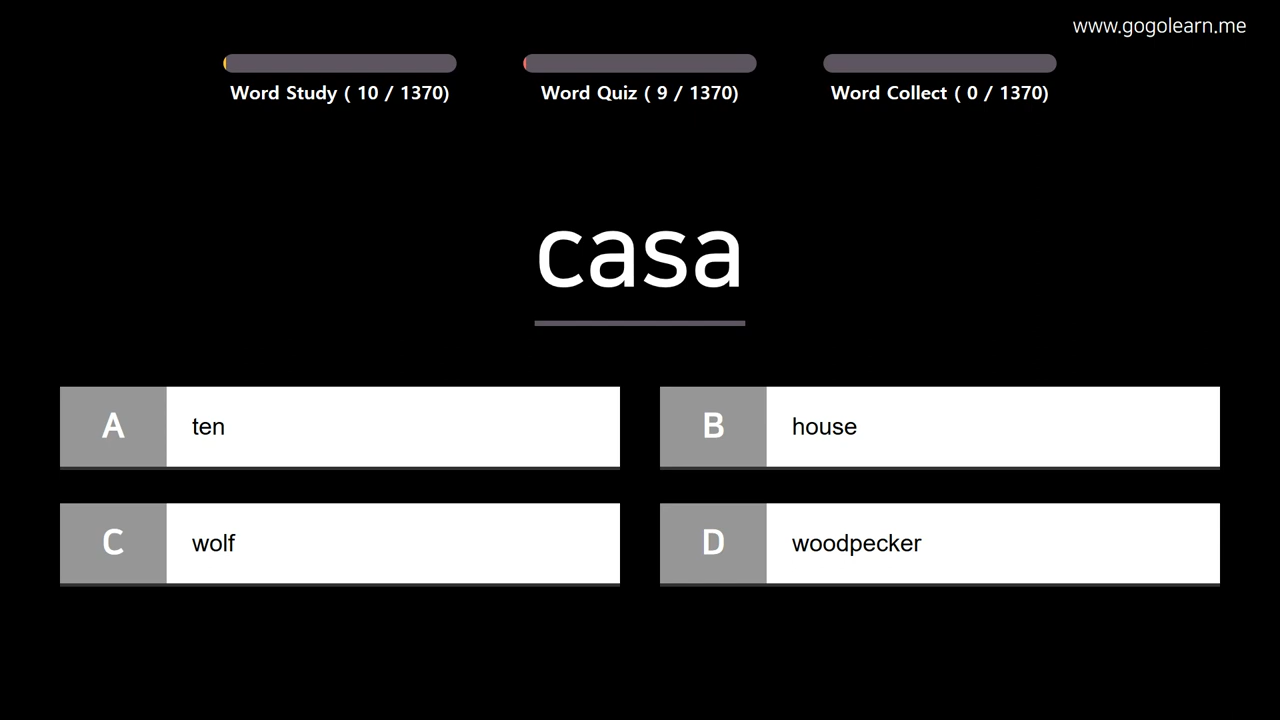 www.gogolearn.me
Word Study ( 10 / 1370)
Word Quiz ( 9 / 1370)
Word Collect ( 0 / 1370)
casa
A ten
B house
C wolf
D woodpecker